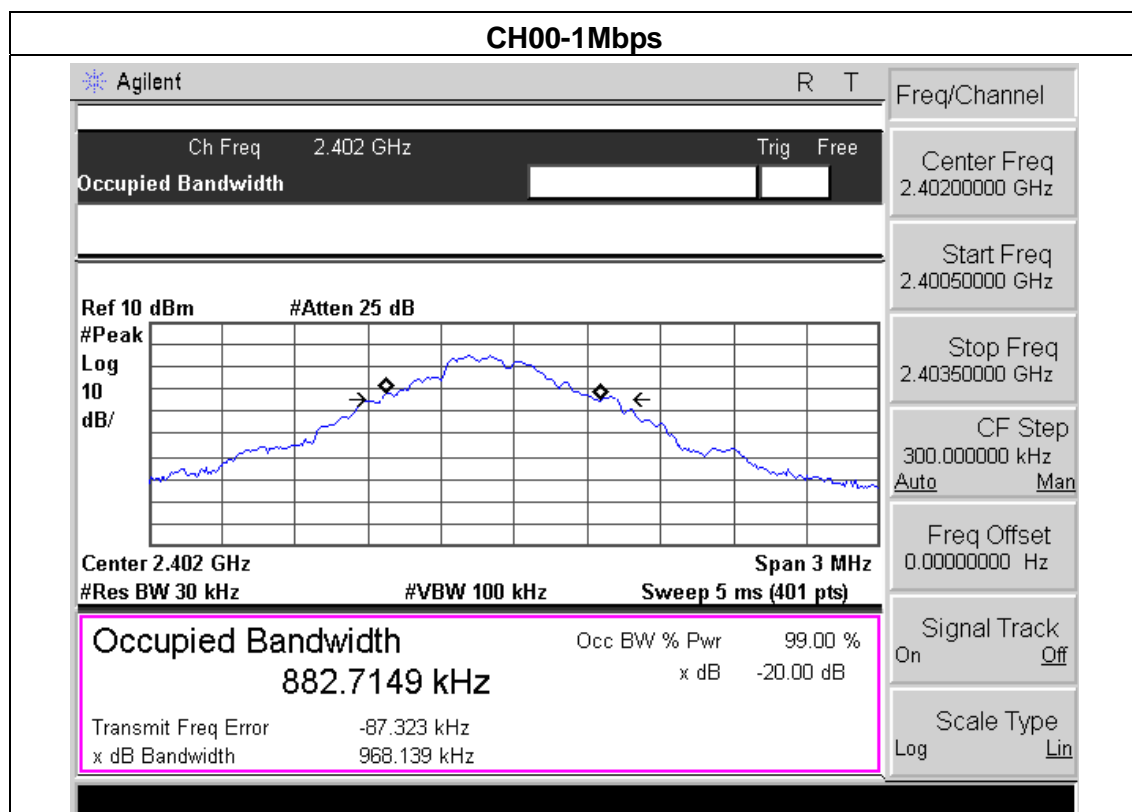 CH00-1Mbps
Agilent R T
Ch Freq 2.402 GHz Trig Free
Occupied Bandwidth
Ref 10 dBm #Atten 25 dB
#Peak
Log
10
dB/
Center 2.402 GHz Span 3 MHz
#Res BW 30 kHz #VBW 100 kHz Sweep 5 ms (401 pts)
Occupied Bandwidth Occ BW % Pwr 99.00 %
882.7149 kHz x dB -20.00 dB
Transmit Freq Error -87.323 kHz
x dB Bandwidth 968.139 kHz
Freq/Channel
Center Freq
2.40200000 GHz
Start Freq
2.40050000 GHz
Stop Freq
2.40350000 GHz
CF Step
300.000000 kHz
Auto Man
Freq Offset
0.00000000 Hz
Signal Track
On Off
Scale Type
Log Lin